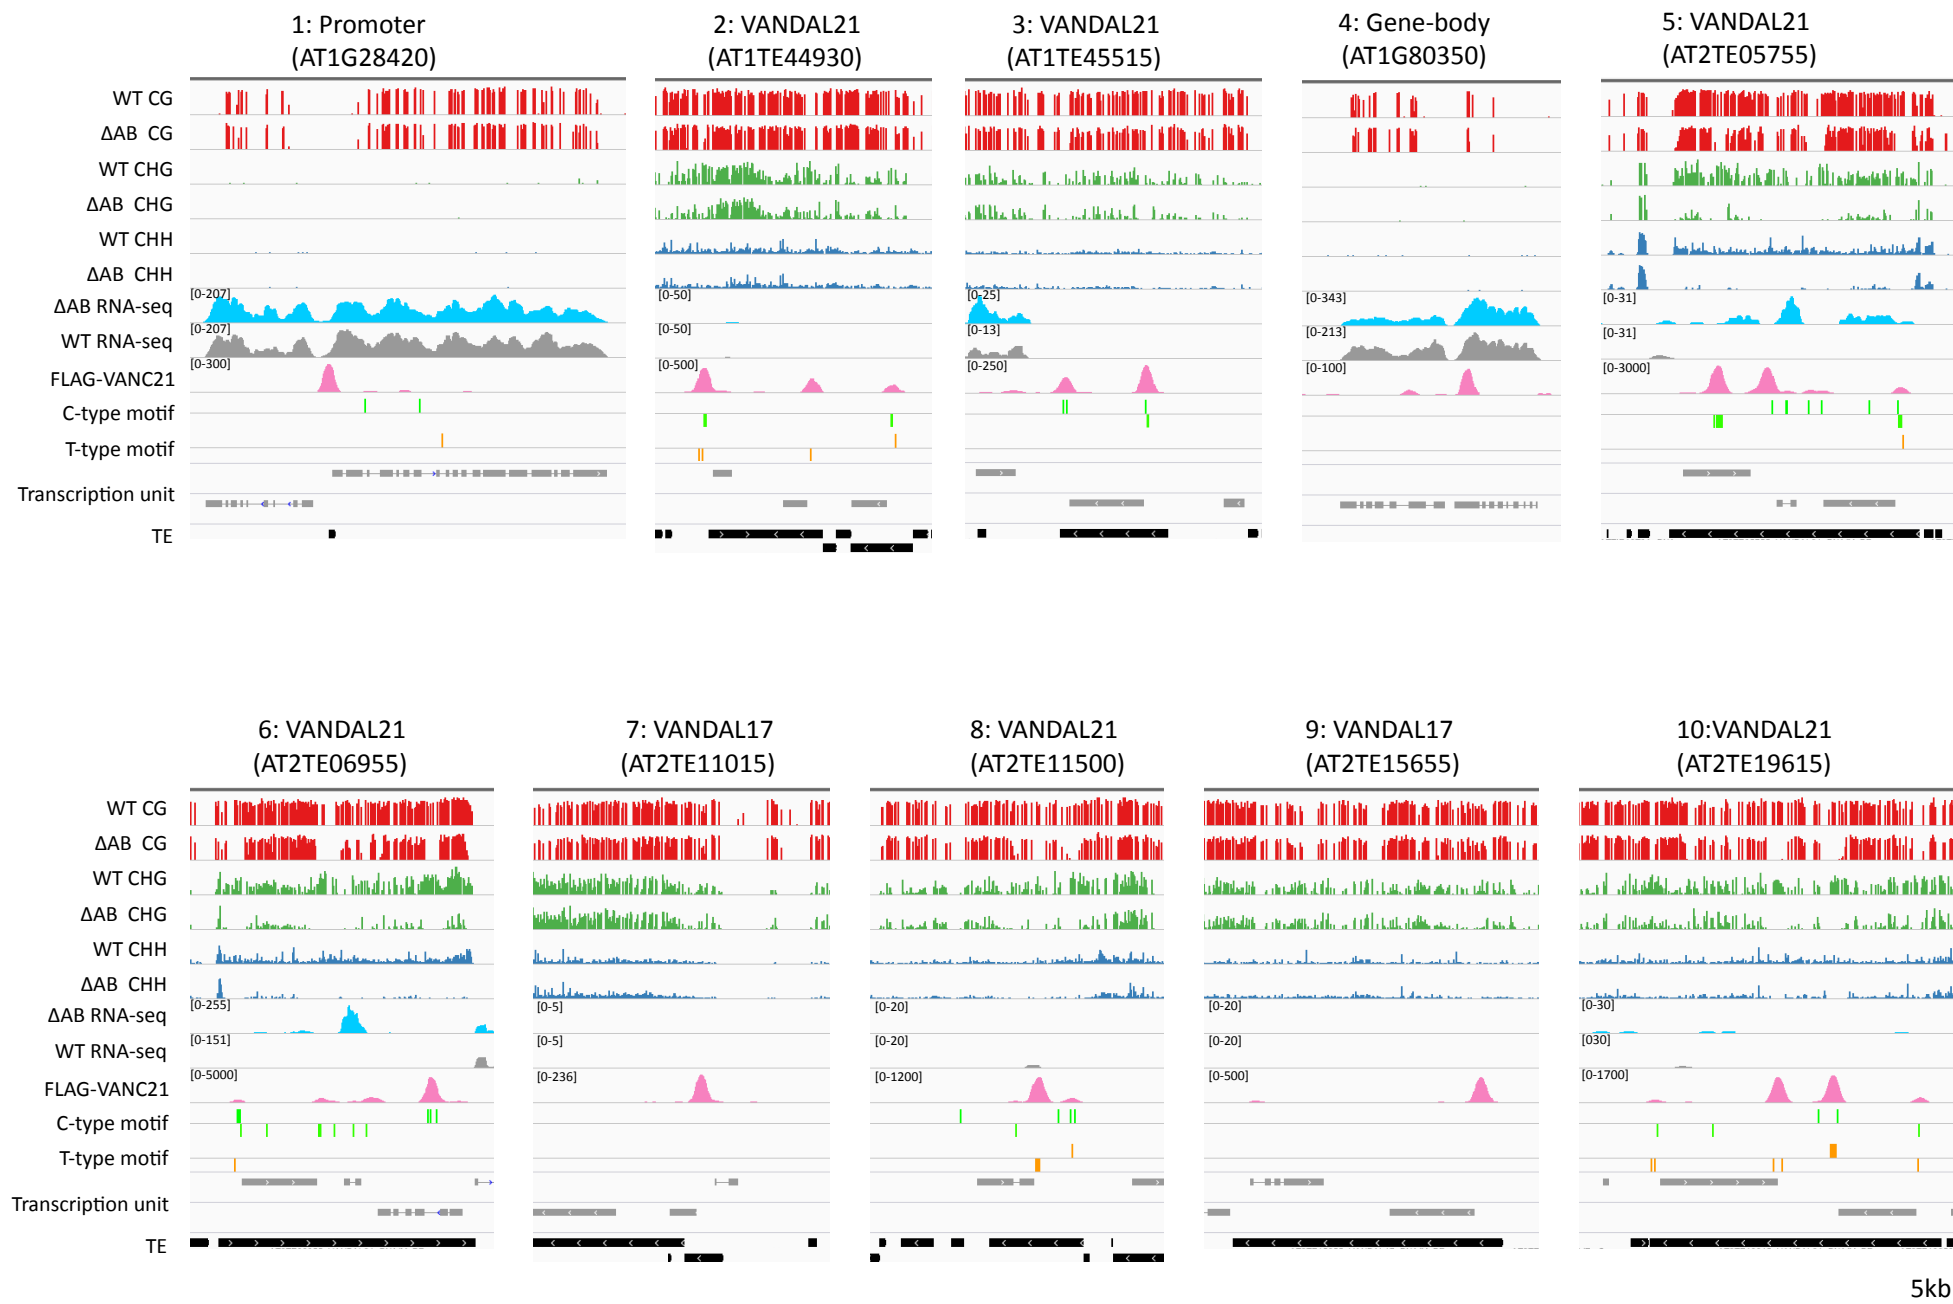 1: Promoter
(AT1G28420)
2: VANDAL21
(AT1TE44930)
3: VANDAL21
(AT1TE45515)
4: Gene-body
(AT1G80350)
5: VANDAL21
(AT2TE05755)
WT CG
ΔAB CG
WT CHG
ΔAB CHG
WT CHH
ΔAB CHH
ΔAB RNA-seq
[0-207]
[0-50]
[0-25]
[0-343]
[0-31]
WT RNA-seq
[0-207]
[0-50]
[0-13]
[0-213]
[0-31]
FLAG-VANC21
[0-300]
[0-500]
[0-250]
[0-100]
[0-3000]
C-type motif
T-type motif
Transcription unit
TE
6: VANDAL21
(AT2TE06955)
7: VANDAL17
(AT2TE11015)
8: VANDAL21
(AT2TE11500)
9: VANDAL17
(AT2TE15655)
10:VANDAL21
(AT2TE19615)
WT CG
ΔAB CG
WT CHG
ΔAB CHG
WT CHH
ΔAB CHH
ΔAB RNA-seq
[0-255]
[0-5]
[0-20]
[0-20]
[0-30]
WT RNA-seq
[0-151]
[0-5]
[0-20]
[0-20]
[030]
FLAG-VANC21
[0-5000]
[0-236]
[0-1200]
[0-500]
[0-1700]
C-type motif
T-type motif
Transcription unit
TE
5kb